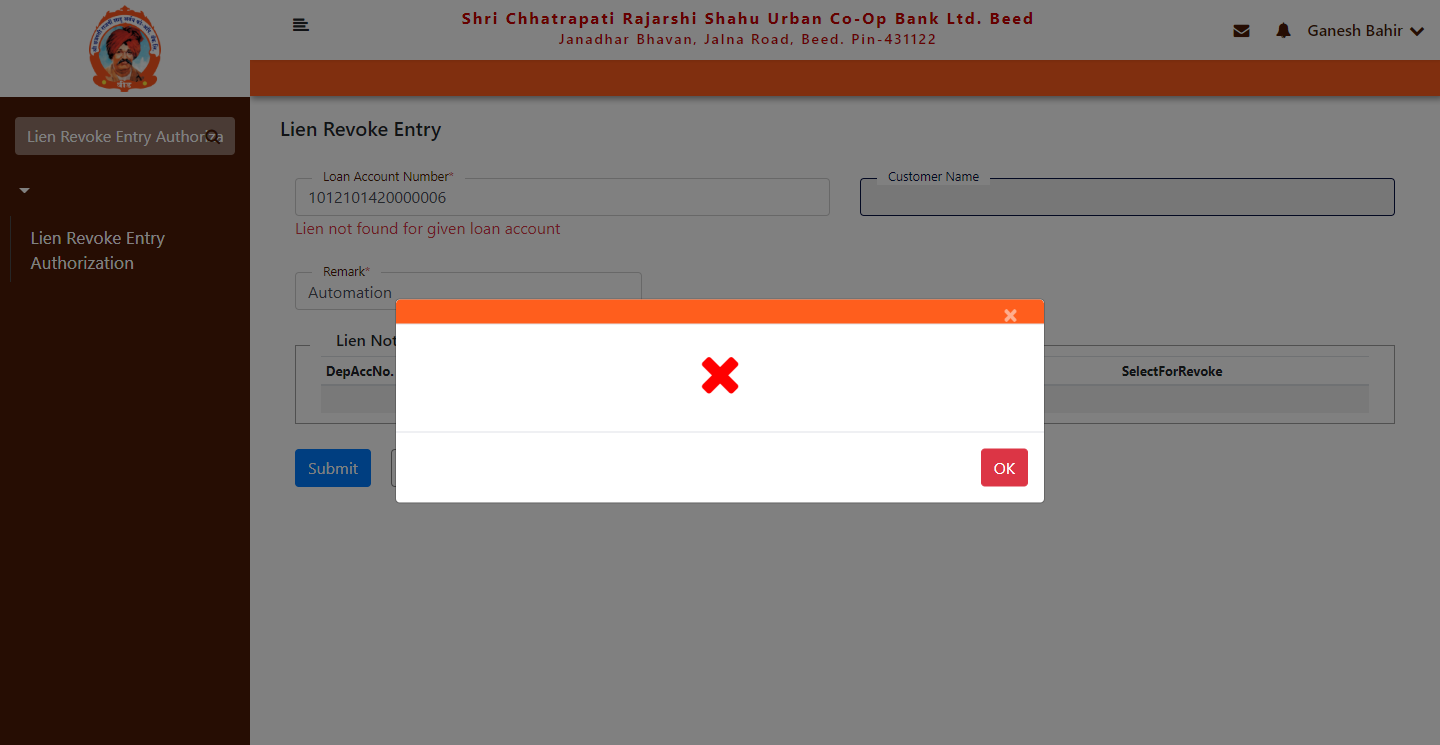 Shri Chhatrapati Rajarshi Shahu Urban Co-Op Bank Ltd. Beed
Janadhar Bhavan, Jalna Road, Beed. Pin-431122
Ganesh Bahir
Lien Revoke Entry Authoriza
Lien Revoke Entry
Authorization
Lien Revoke Entry
Loan Account Number*
1012101420000006
Lien not found for given loan account
Customer Name
Remark*
Automation
Lien Not
DepAccNo.
SelectForRevoke
Submit
OK